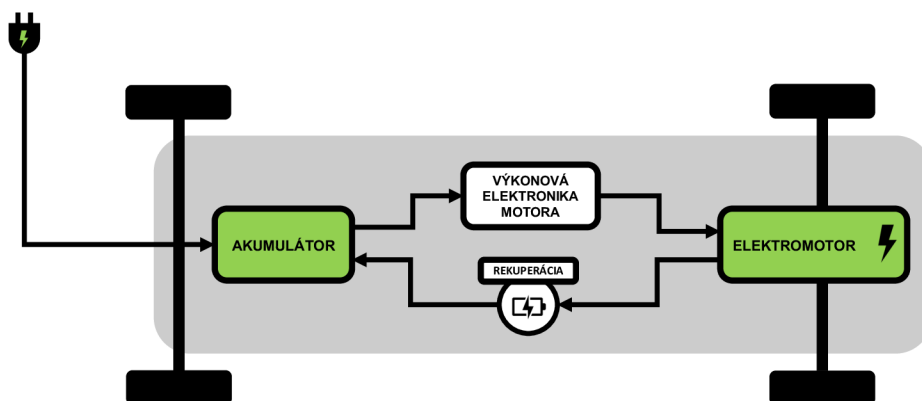 VÝKONOVÁ
ELEKTRONIKA
MOTORA
AKUMULÁTOR
ELEKTROMOTOR
REKUPERÁCIA